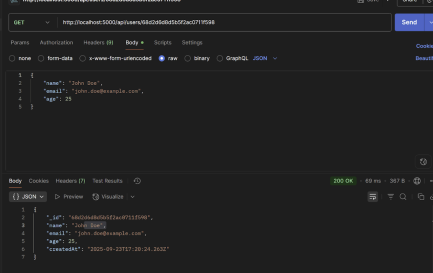 GET
http://localhost:5000/api/users/68d2d6d0d5b5f2ac0711f598
Send
Params Authorization Headers (9) Body Scripts Settings
Cookie
none form-data x-www-form-urlencoded raw binary GraphQL JSON
Beautif
1 {
2 "name": "John Doe",
3 "email": "john.doe@example.com",
4 "age": 25
5 }
Body Cookies Headers (7) Test Results
200 OK 69 ms 367 B
{} JSON Preview Visualize
1 {
2 "_id": "68d2d6d0d5b5f2ac0711f598",
3 "name": "John Doe",
4 "email": "john.doe@example.com",
5 "age": 25,
6 "createdAt": "2025-09-23T17:20:24.263Z"
7 }